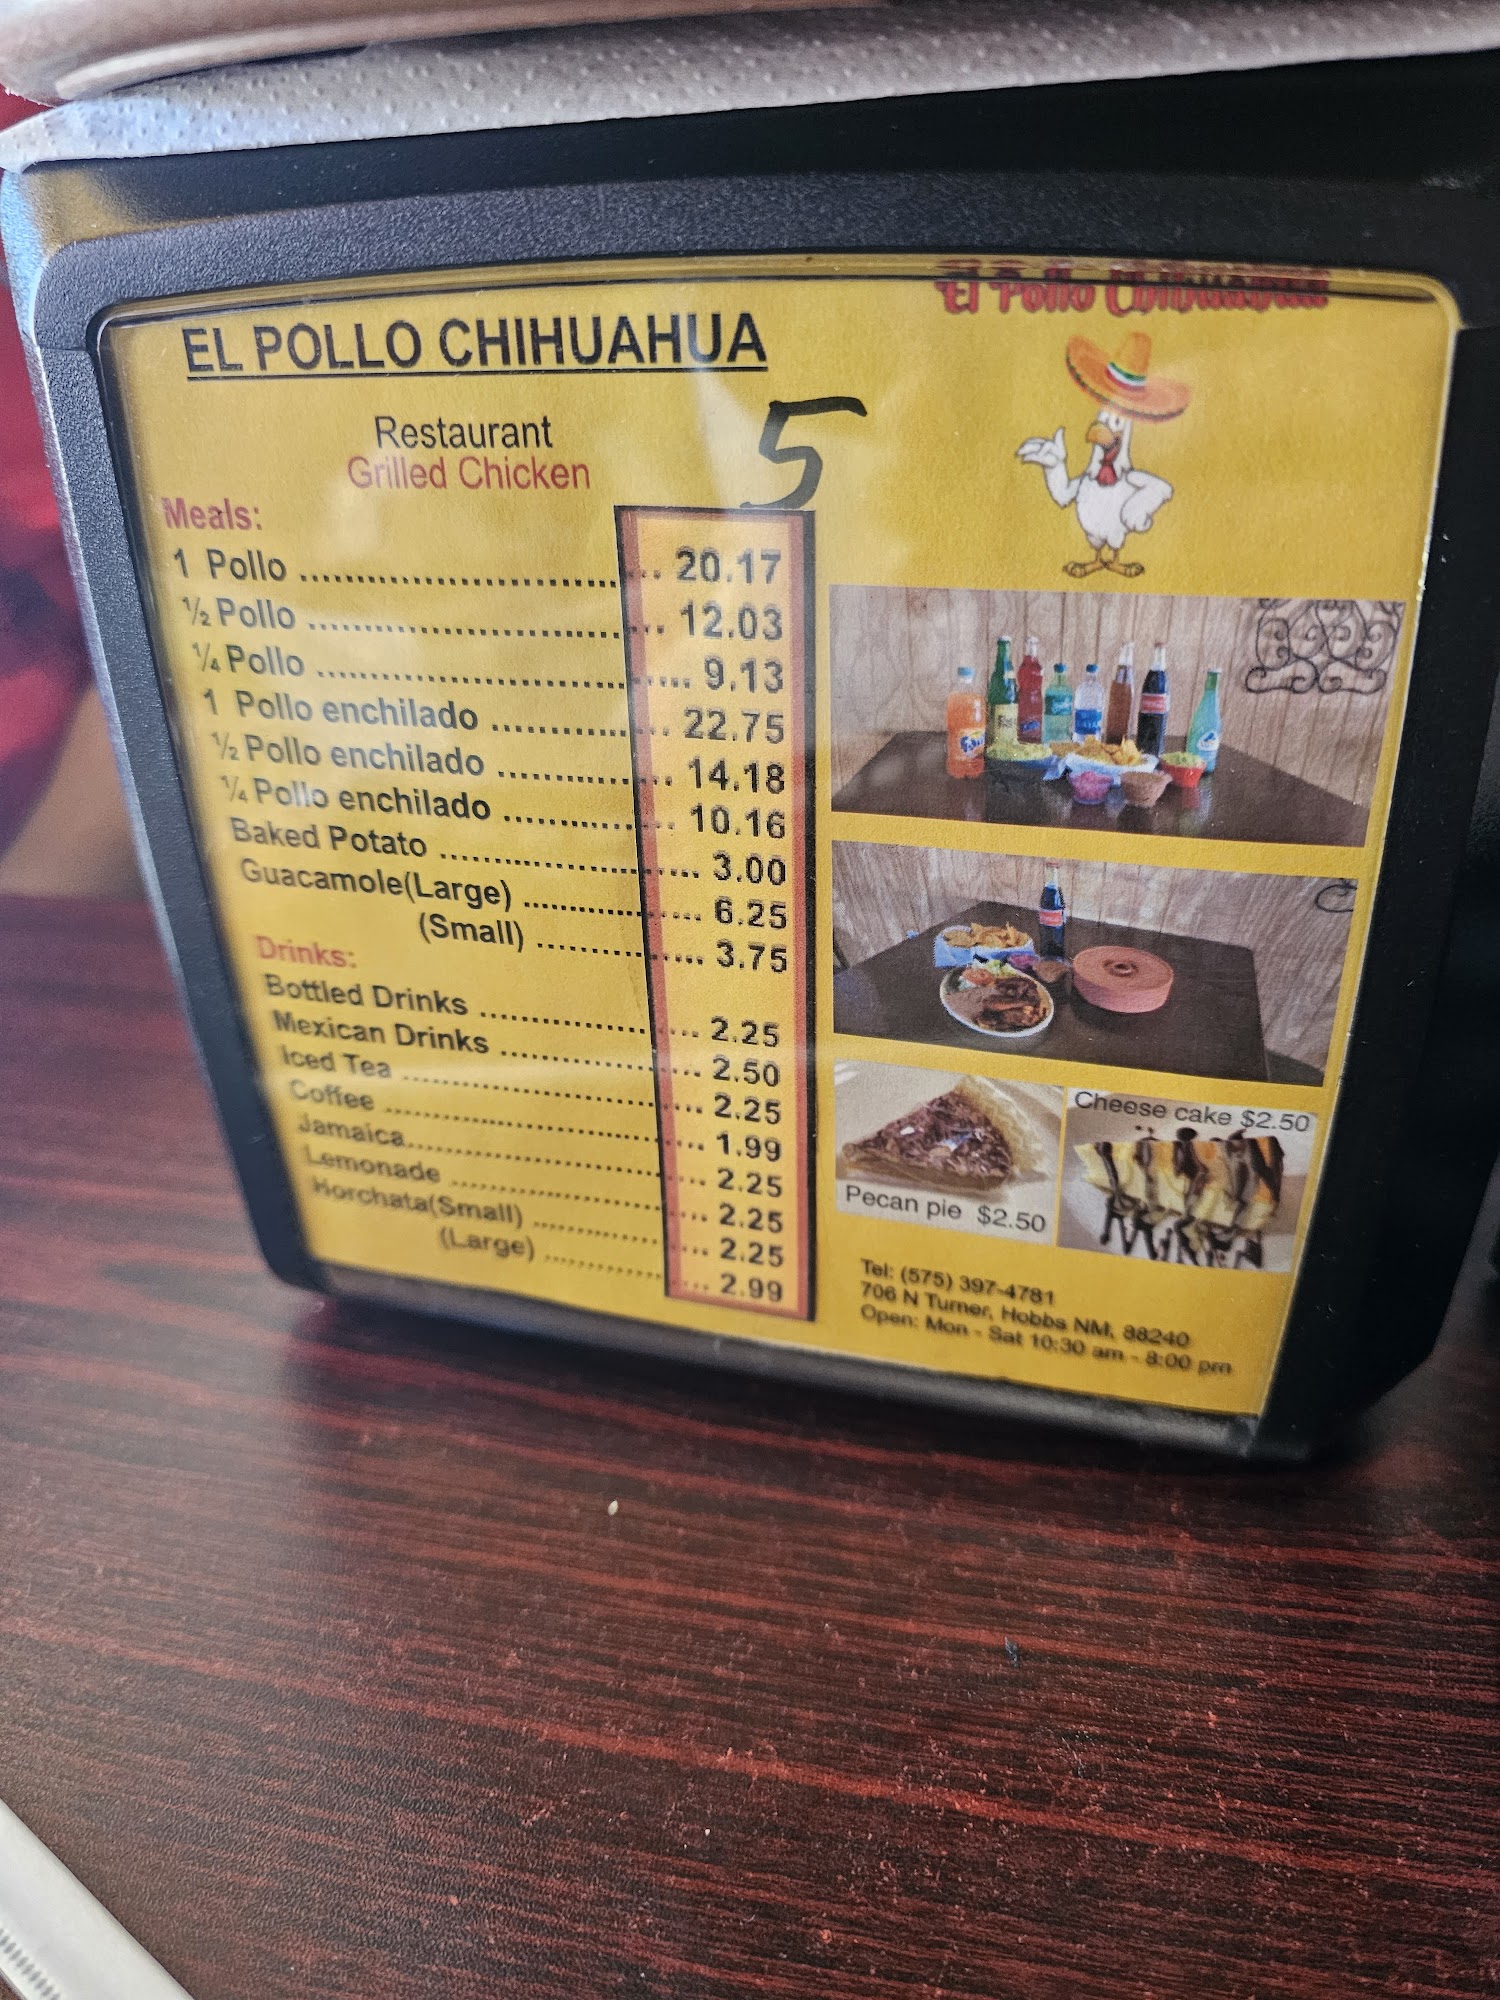 El Pollo Chihuahua
EL POLLO CHIHUAHUA
5
Restaurant
Grilled Chicken
Meals:
1 Pollo ........ 20.17
½ Pollo ........ 12.03
¼ Pollo ........ 9.13
1 Pollo enchilado ........ 22.75
½ Pollo enchilado ........ 14.18
¼ Pollo enchilado ........ 10.16
Baked Potato ........ 3.00
Guacamole(Large) ........ 6.25
(Small) ........ 3.75
Drinks:
Bottled Drinks ........ 2.25
Mexican Drinks ........ 2.50
Iced Tea ........ 2.25
Coffee ........ 1.99
Jamaica ........ 2.25
Lemonade ........ 2.25
Horchata(Small) ........ 2.25
(Large) ........ 2.99
Cheese cake $2.50
Pecan pie $2.50
Tel: (575) 397-4781
706 N Turner, Hobbs NM, 88240
Open: Mon - Sat 10:30 am - 8:00 pm